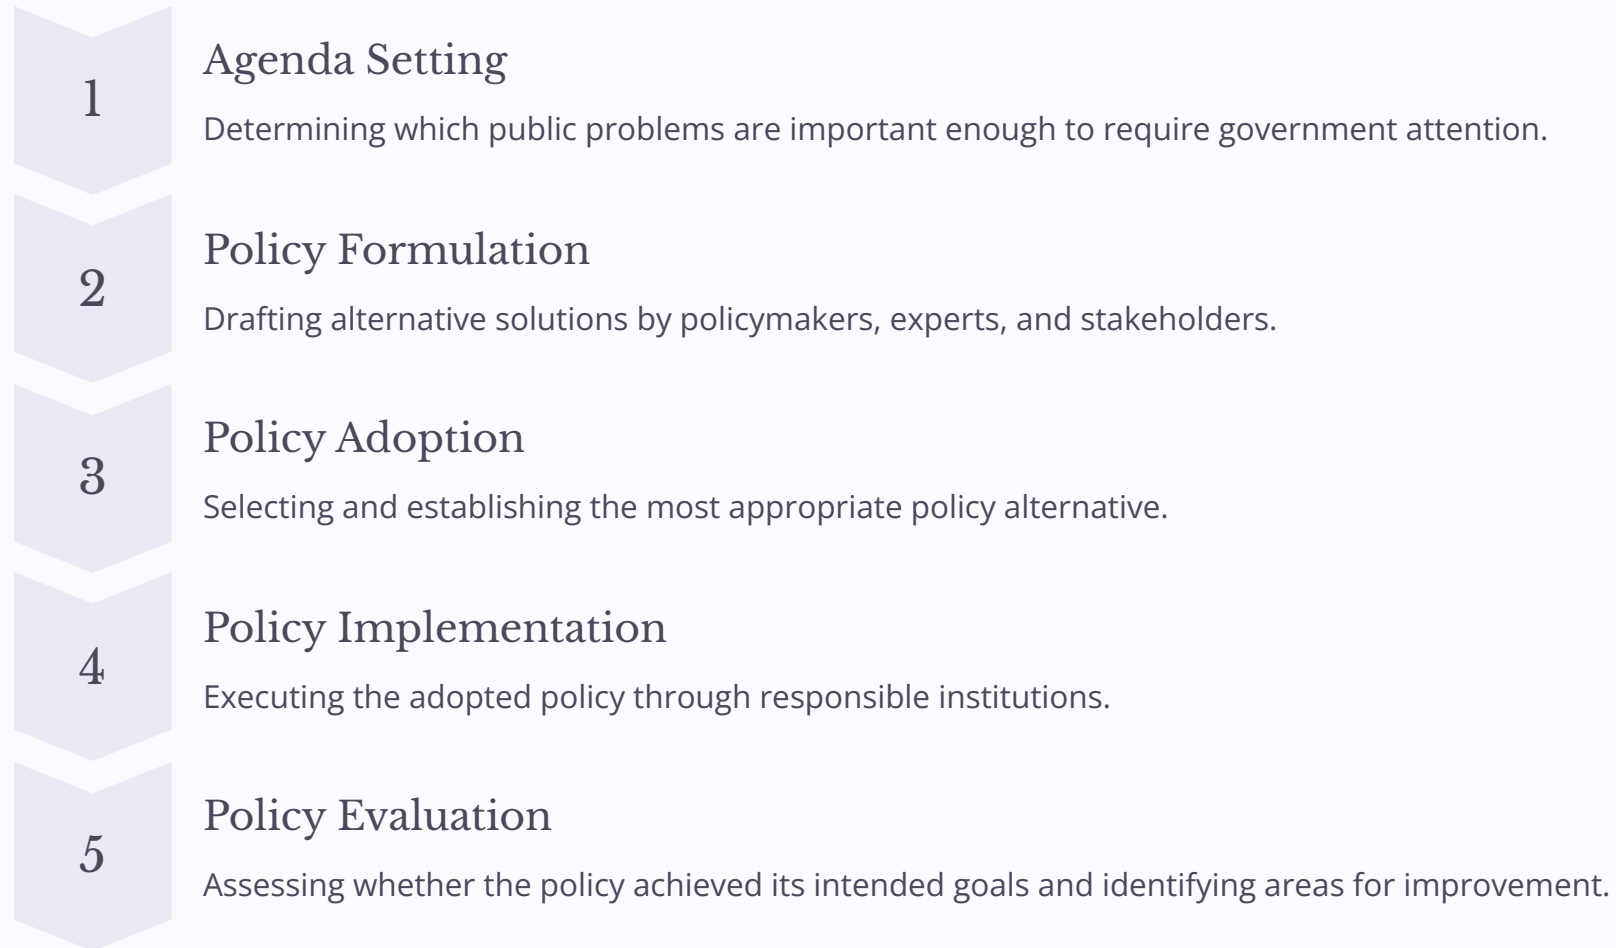 1
Agenda Setting
Determining which public problems are important enough to require government attention.
2
Policy Formulation
Drafting alternative solutions by policymakers, experts, and stakeholders.
3
Policy Adoption
Selecting and establishing the most appropriate policy alternative.
4
Policy Implementation
Executing the adopted policy through responsible institutions.
5
Policy Evaluation
Assessing whether the policy achieved its intended goals and identifying areas for improvement.